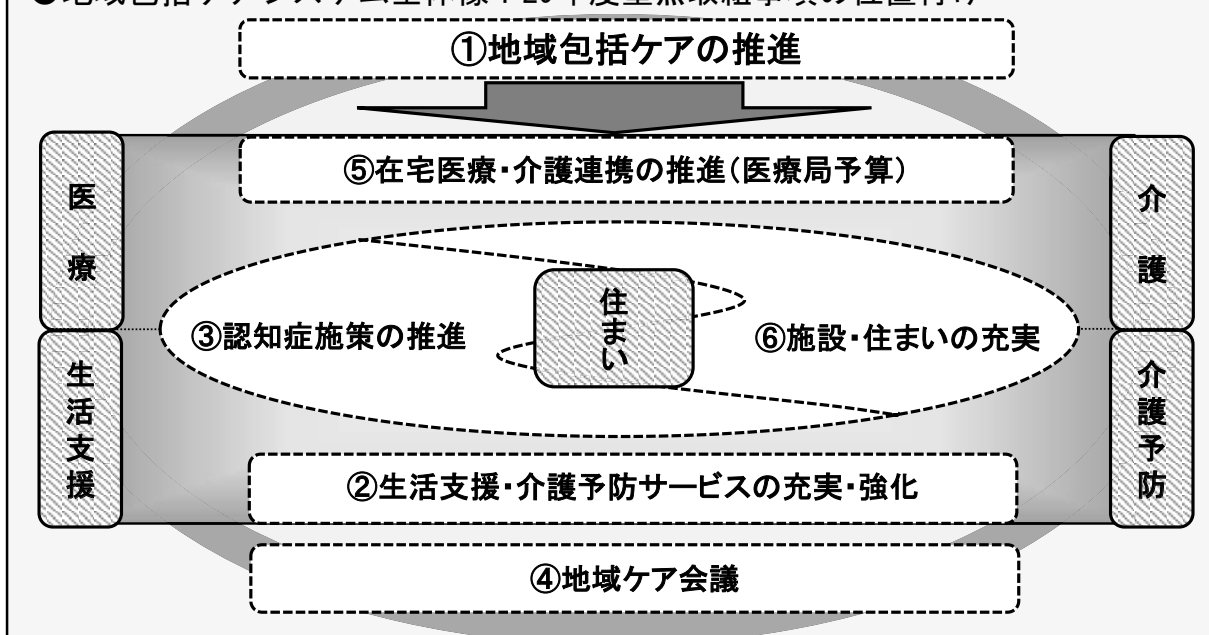 ①地域包括ケアの推進
⑤在宅医療・介護連携の推進(医療局予算)
医療
介護
住まい
③認知症施策の推進
⑥施設・住まいの充実
生活支援
介護予防
②生活支援・介護予防サービスの充実・強化
④地域ケア会議